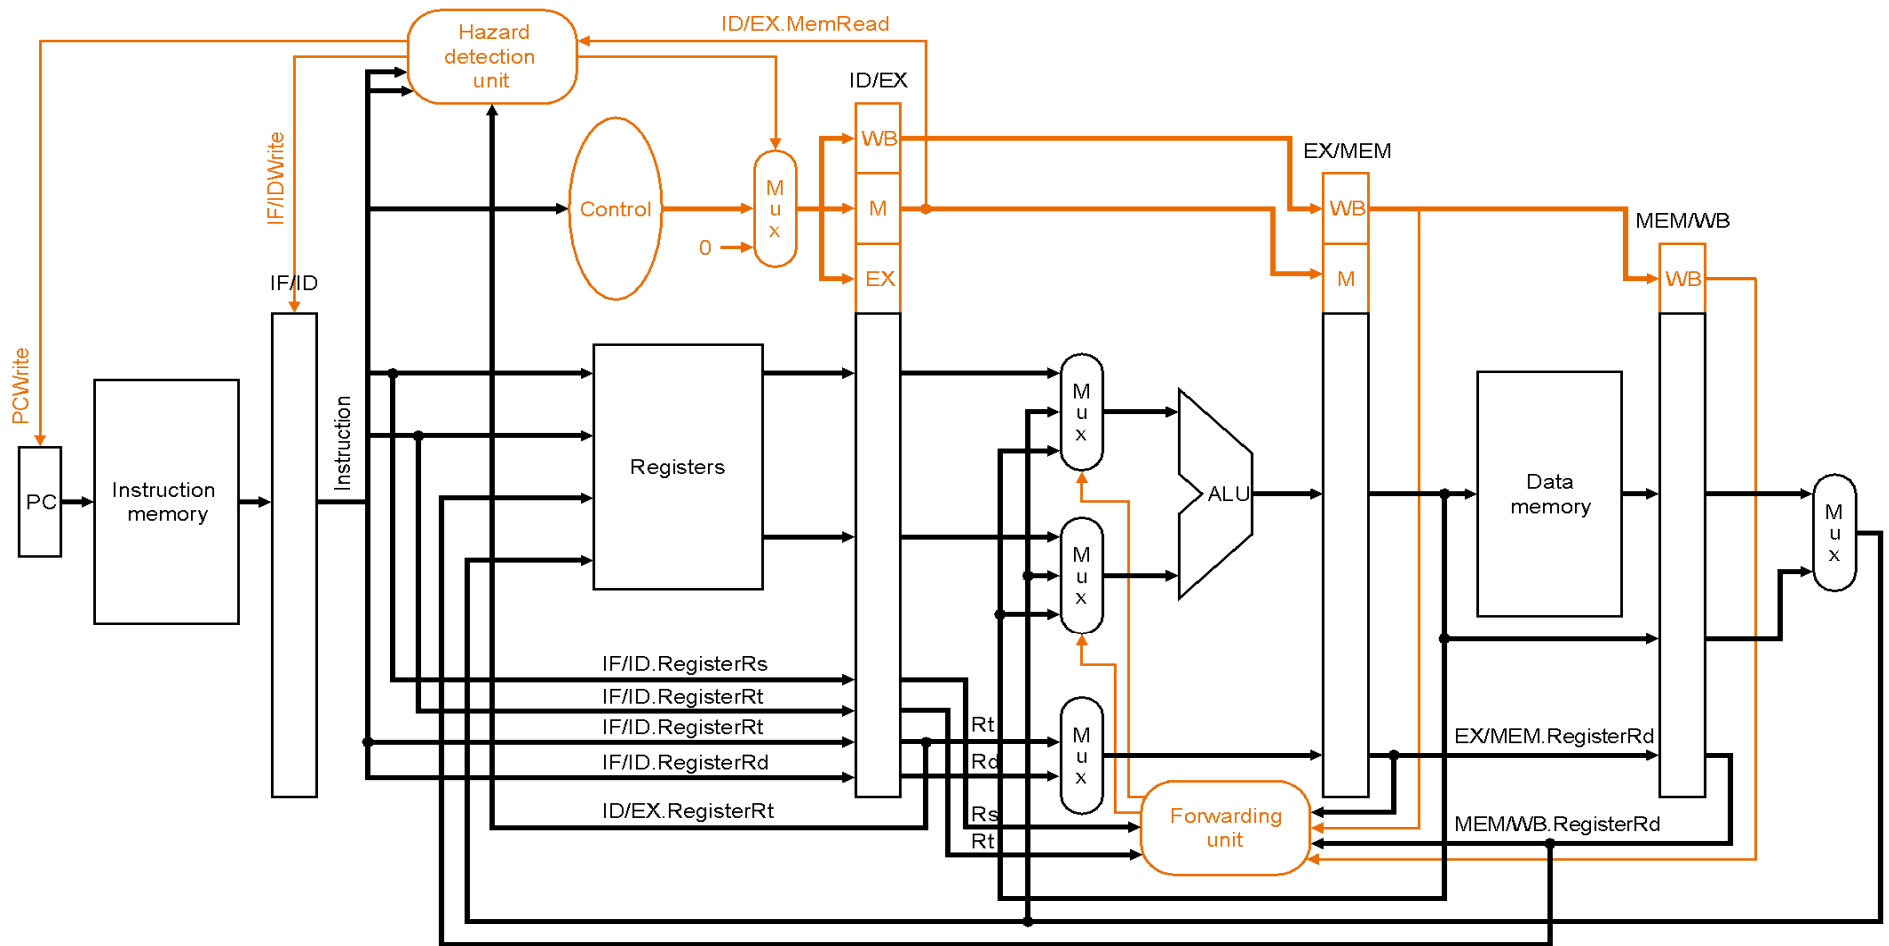 Hazard
detection
unit
ID/EX.MemRead
ID/EX
WB
M
EX
EX/MEM
WB
M
MEM/WB
WB
Control
M
u
x
0
IF/IDWrite
PCWrite
IF/ID
PC
Instruction
memory
Instruction
Registers
M
u
x
M
u
x
M
u
x
ALU
Data
memory
M
u
x
IF/ID.RegisterRs
IF/ID.RegisterRt
IF/ID.RegisterRt
IF/ID.RegisterRd
ID/EX.RegisterRt
Rt
Rd
Rs
Rt
Forwarding
unit
EX/MEM.RegisterRd
MEM/WB.RegisterRd